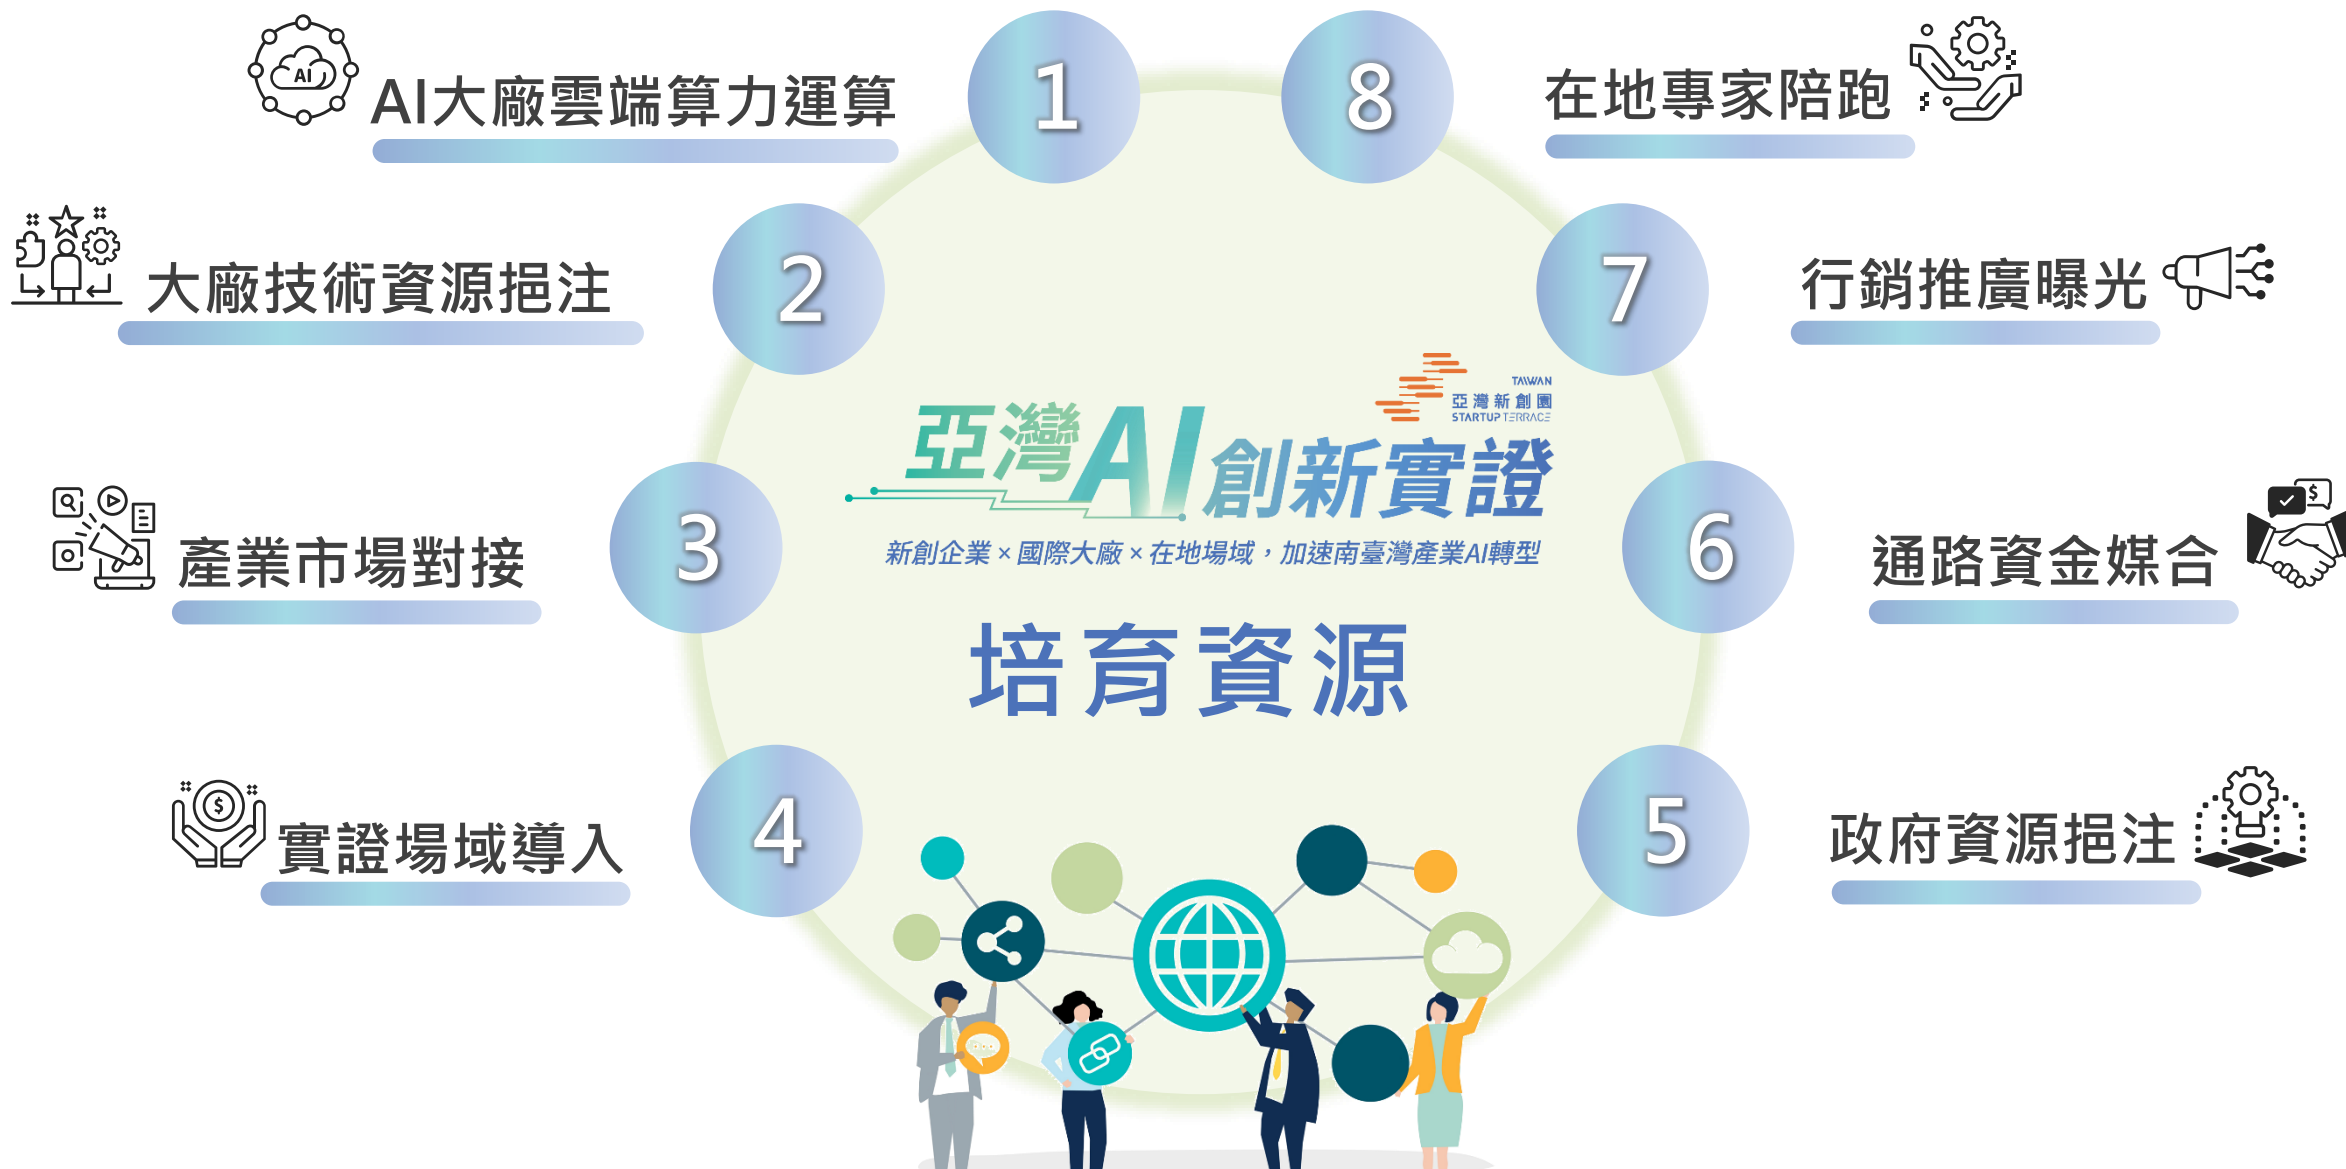 AI大廠雲端算力運算
1
大廠技術資源挹注
2
產業市場對接
3
實證場域導入
4
8
在地專家陪跑
7
行銷推廣曝光
6
通路資金媒合
5
政府資源挹注
TAIWAN
亞灣新創園
STARTUP TERRACE
亞灣AI創新實證
新創企業 × 國際大廠 × 在地場域，加速南臺灣產業AI轉型
培育資源
AI
$
$